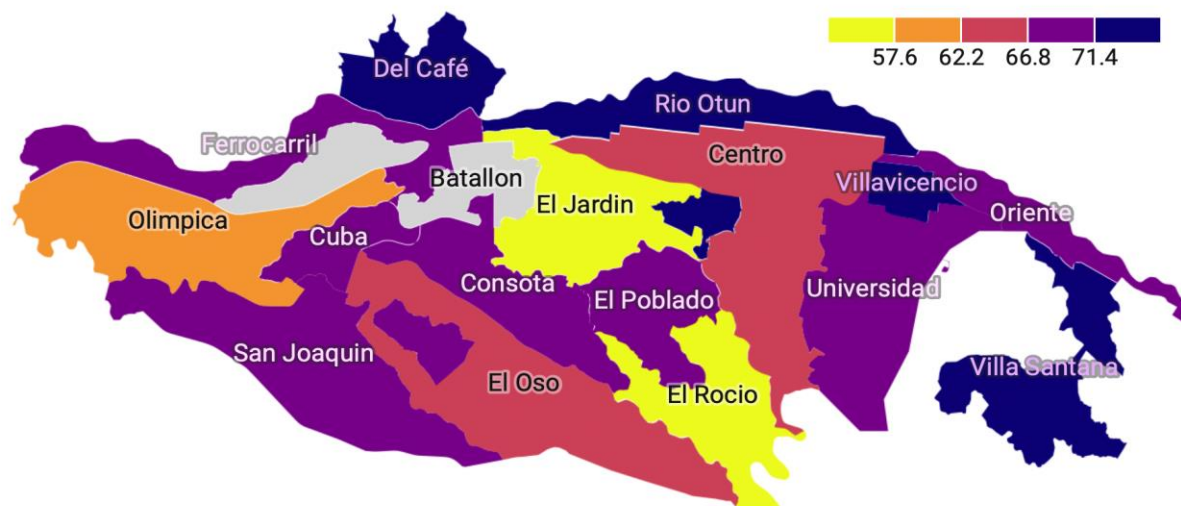 57.6 62.2 66.8 71.4
Del Café
Rio Otun
Ferrocarril
Centro
Batallon
Villavicencio
Olimpica
El Jardin
Oriente
Cuba
Consota
El Poblado
Universidad
San Joaquin
El Oso
El Rocio
Villa Santana